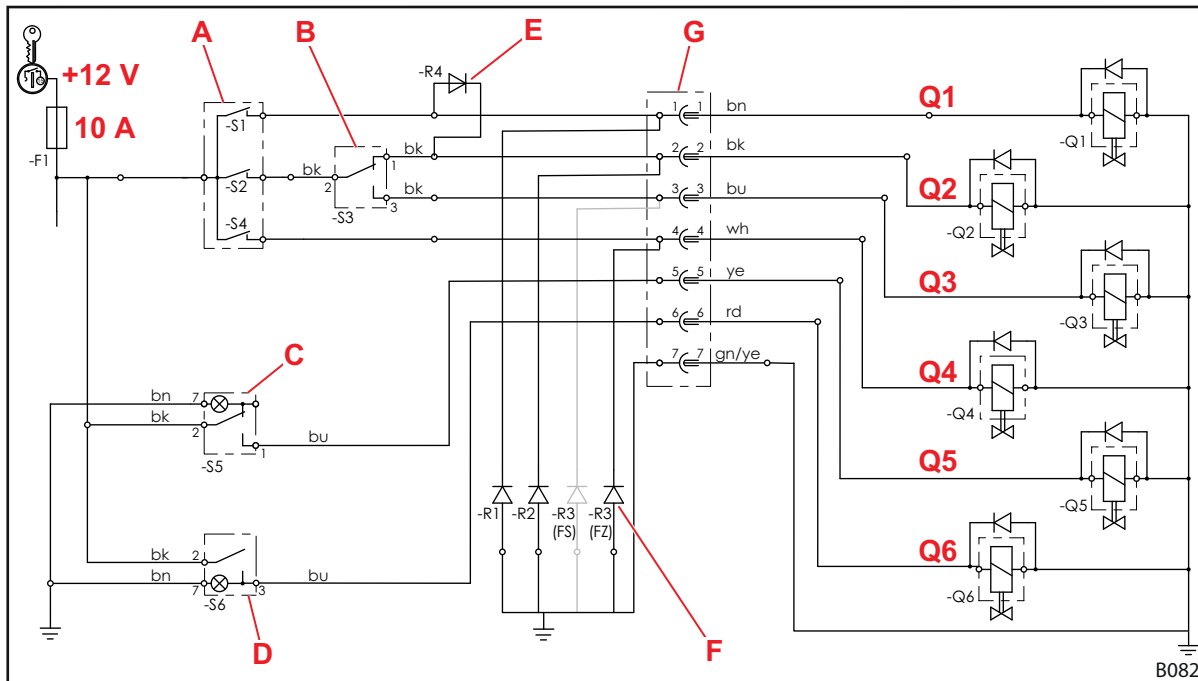 A
B
E
G
+12 V
10 A
-F1
-S1
-S2
-S4
bk
2
bk
1
bk
3
-S3
-R4
1 1 bn
2 2 bk
3 3 bu
4 4 wh
5 5 ye
6 6 rd
7 7 gn/ye
Q1
-Q1
Q2
-Q2
Q3
-Q3
Q4
-Q4
Q5
-Q5
Q6
-Q6
C
bn 7
bk 2
1 bu
-S5
bk 2
bn 7
3 bu
-S6
D
-R1
-R2
-R3
(FS)
-R3
(FZ)
F
B082